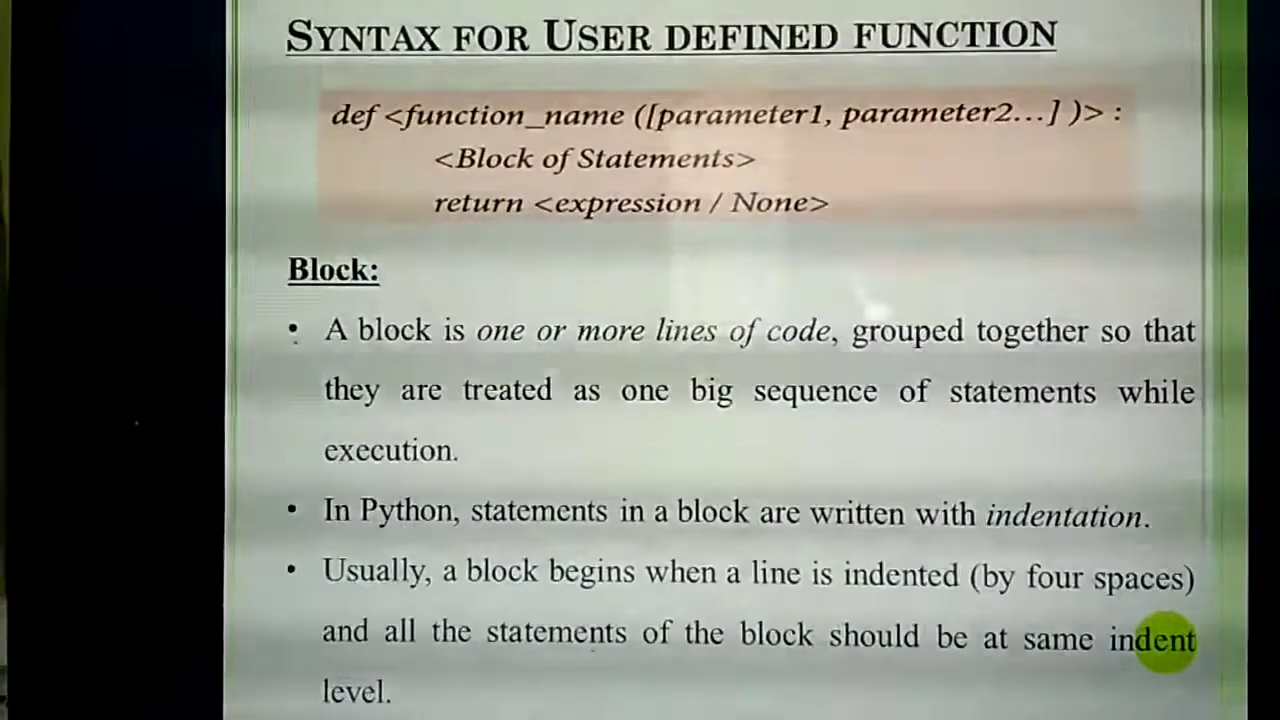 SYNTAX FOR USER DEFINED FUNCTION
def <function_name ([parameter1, parameter2...] )> :
<Block of Statements>
return <expression / None>
Block:
• A block is one or more lines of code, grouped together so that
they are treated as one big sequence of statements while
execution.
• In Python, statements in a block are written with indentation.
• Usually, a block begins when a line is indented (by four spaces)
and all the statements of the block should be at same indent
level.